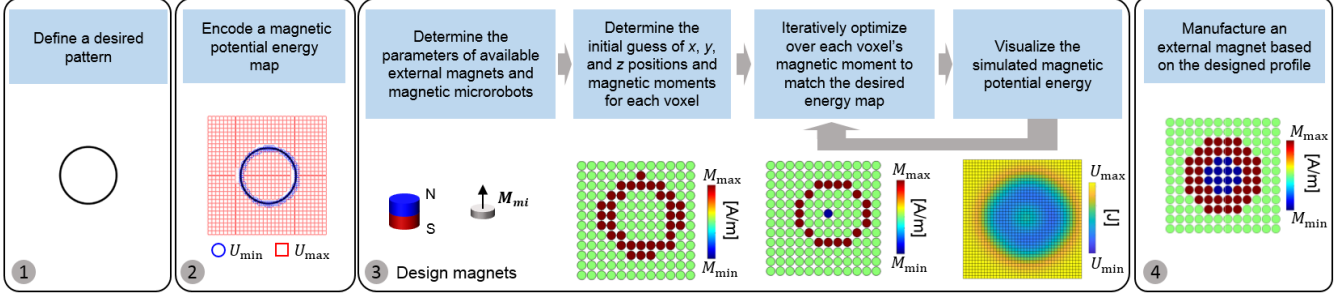 Define a desired
pattern
1
Encode a magnetic
potential energy
map
U_min
U_max
2
Determine the
parameters of available
external magnets and
magnetic microrobots
N
S
M_mi
3
Design magnets
Determine the
initial guess of x, y,
and z positions and
magnetic moments
for each voxel
M_max
[A/m]
M_min
Iteratively optimize
over each voxel's
magnetic moment to
match the desired
energy map
M_max
[A/m]
M_min
Visualize the
simulated magnetic
potential energy
U_max
[J]
U_min
Manufacture an
external magnet based
on the designed profile
M_max
[A/m]
M_min
4